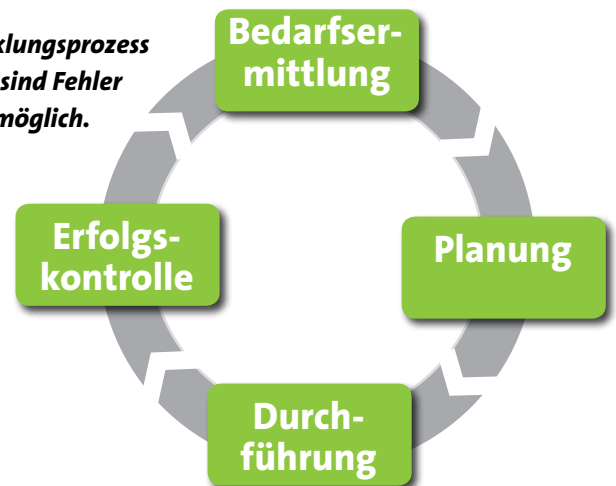 klungsprozess
sind Fehler
möglich.
Bedarfser-
mittlung
Planung
Durch-
führung
Erfolgs-
kontrolle